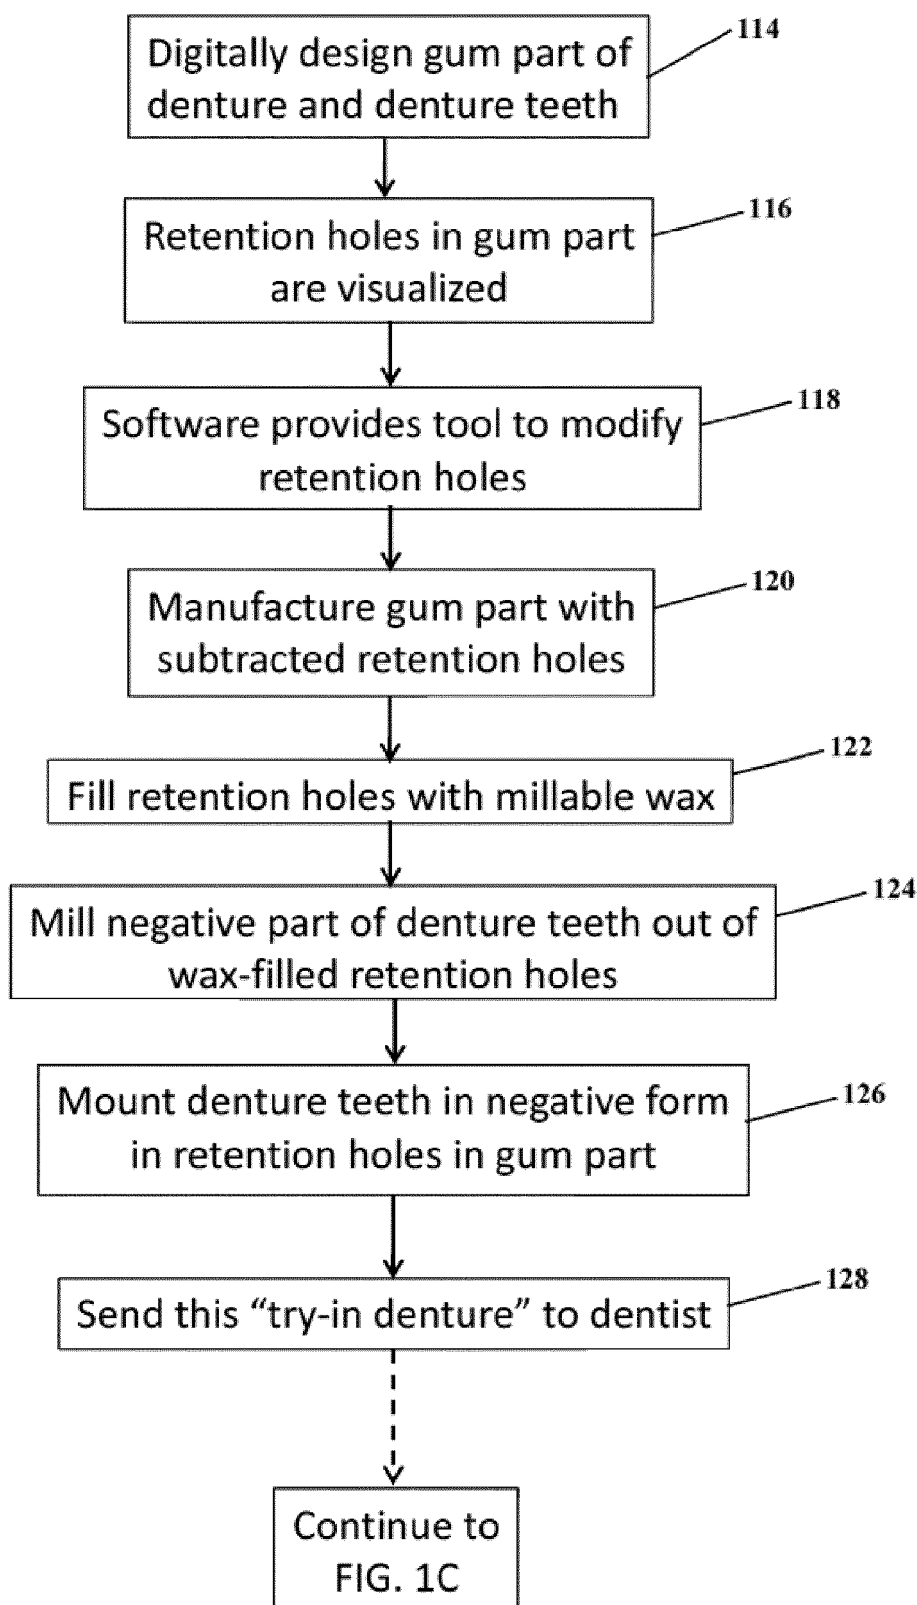 114
Digitally design gum part of
denture and denture teeth
116
Retention holes in gum part
are visualized
118
Software provides tool to modify
retention holes
120
Manufacture gum part with
subtracted retention holes
122
Fill retention holes with millable wax
124
Mill negative part of denture teeth out of
wax-filled retention holes
126
Mount denture teeth in negative form
in retention holes in gum part
128
Send this “try-in denture” to dentist
Continue to
FIG. 1C